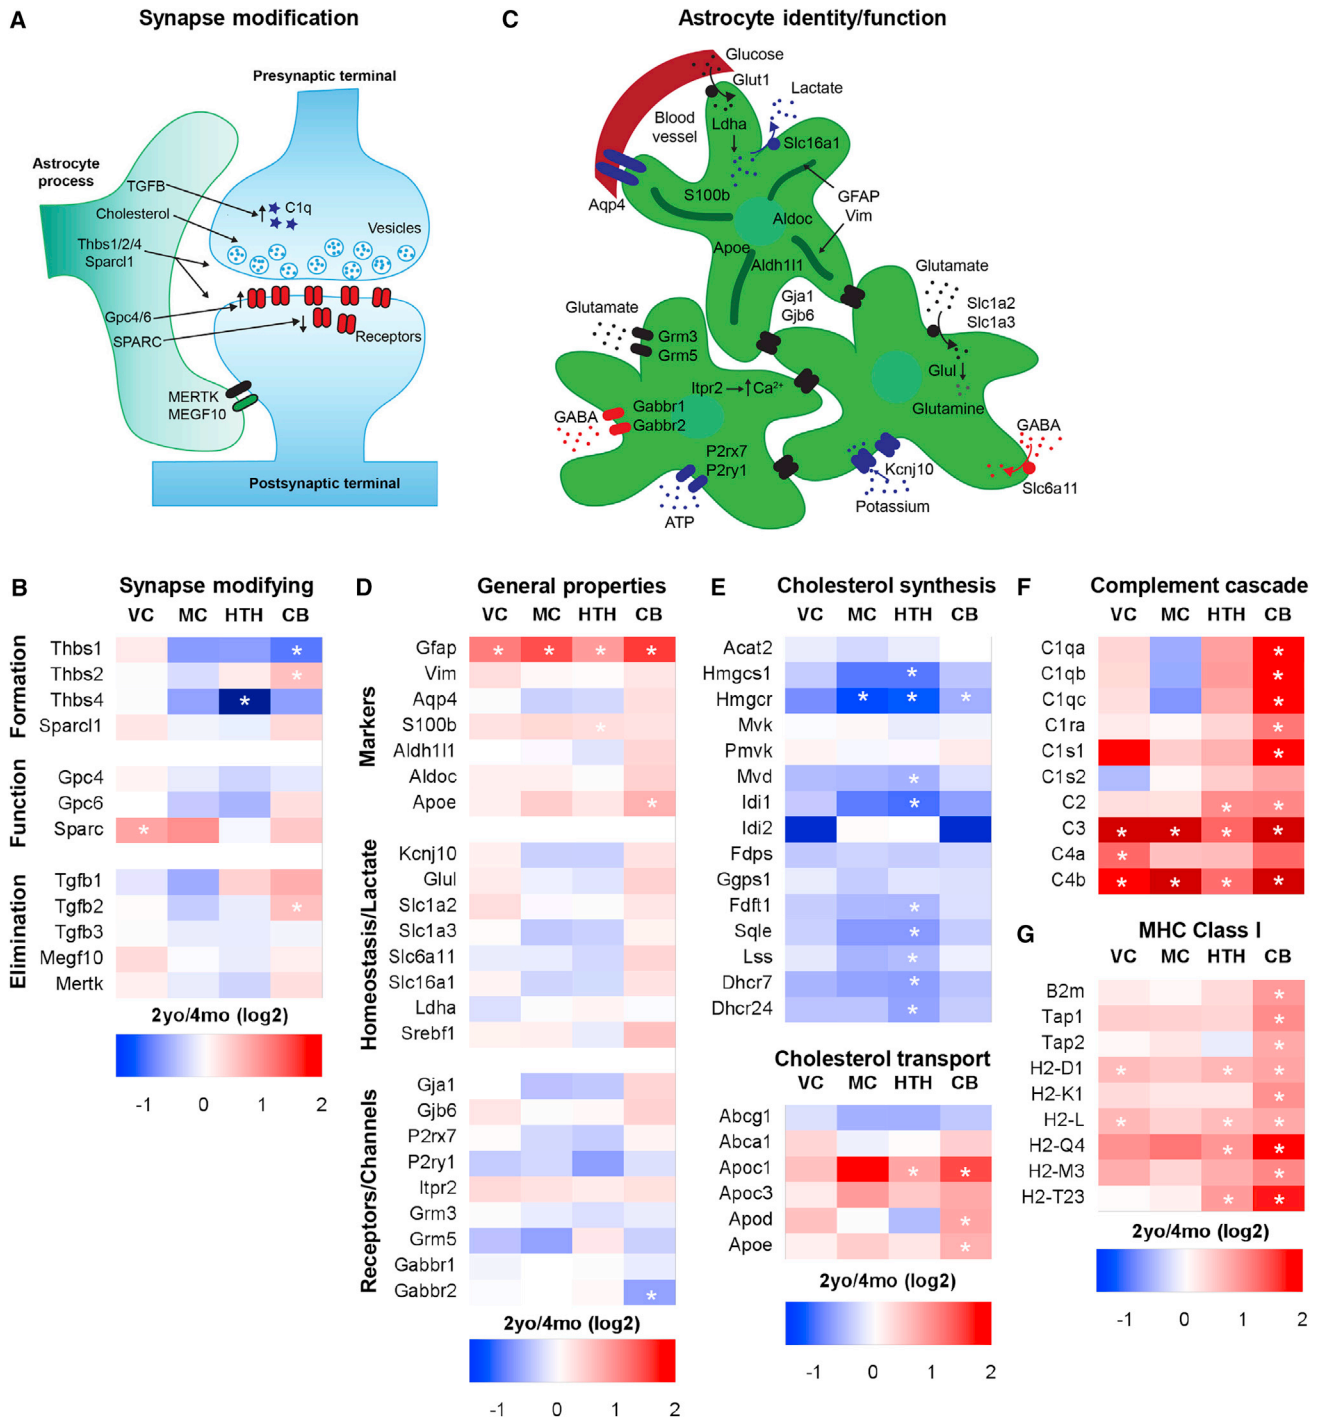 A
Synapse modification
Presynaptic terminal
Astrocyte
process
TGFB
C1q
Cholesterol
Vesicles
Thbs1/2/4
Sparcl1
Gpc4/6
SPARC
Receptors
MERTK
MEGF10
Postsynaptic terminal
C
Astrocyte identity/function
Glucose
Glut1
Lactate
Blood
vessel
Ldha
Slc16a1
Aqp4
S100b
GFAP
Vim
Aldoc
Apoe
Aldh1l1
Gja1
Gjb6
Glutamate
Slc1a2
Slc1a3
Glul
Glutamine
Glutamate
Grm3
Grm5
Itpr2
Ca2+
GABA
Gabbr1
Gabbr2
P2rx7
P2ry1
ATP
Kcnj10
Potassium
GABA
Slc6a11
B
Synapse modifying
VC MC HTH CB
Formation
Thbs1 *
Thbs2 *
Thbs4 *
Sparcl1
Function
Gpc4
Gpc6
Sparc *
Elimination
Tgfb1
Tgfb2 *
Tgfb3
Megf10
Mertk
2yo/4mo (log2)
-1 0 1 2
D
General properties
VC MC HTH CB
Markers
Gfap * * * *
Vim
Aqp4
S100b *
Aldh1l1
Aldoc
Apoe *
Homeostasis/Lactate
Kcnj10
Glul
Slc1a2
Slc1a3
Slc6a11
Slc16a1
Ldha
Srebf1
Receptors/Channels
Gja1
Gjb6
P2rx7
P2ry1
Itpr2
Grm3
Grm5
Gabbr1
Gabbr2 *
2yo/4mo (log2)
-1 0 1 2
E
Cholesterol synthesis
VC MC HTH CB
Acat2
Hmgcs1 *
Hmgcr * * *
Mvk
Pmvk
Mvd *
Idi1 *
Idi2
Fdps
Ggps1
Fdft1 *
Sqle *
Lss *
Dhcr7 *
Dhcr24 *
Cholesterol transport
VC MC HTH CB
Abcg1
Abca1
Apoc1 * *
Apoc3
Apod *
Apoe *
2yo/4mo (log2)
-1 0 1 2
F
Complement cascade
VC MC HTH CB
C1qa *
C1qb *
C1qc *
C1ra *
C1s1 *
C1s2
C2 * *
C3 * * * *
C4a *
C4b * * * *
G
MHC Class I
VC MC HTH CB
B2m *
Tap1 *
Tap2 *
H2-D1 * * *
H2-K1 *
H2-L * * *
H2-Q4 * *
H2-M3 *
H2-T23 * *
2yo/4mo (log2)
-1 0 1 2